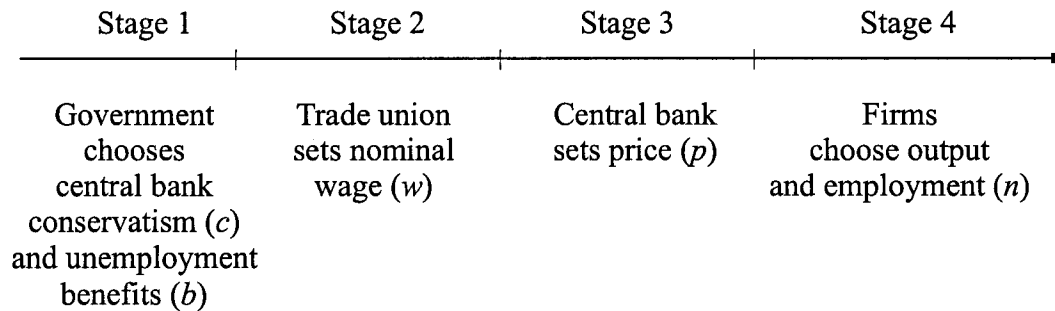 Stage 1 Stage 2 Stage 3 Stage 4
Government
chooses
central bank
conservatism (c)
and unemployment
benefits (b)
Trade union
sets nominal
wage (w)
Central bank
sets price (p)
Firms
choose output
and employment (n)